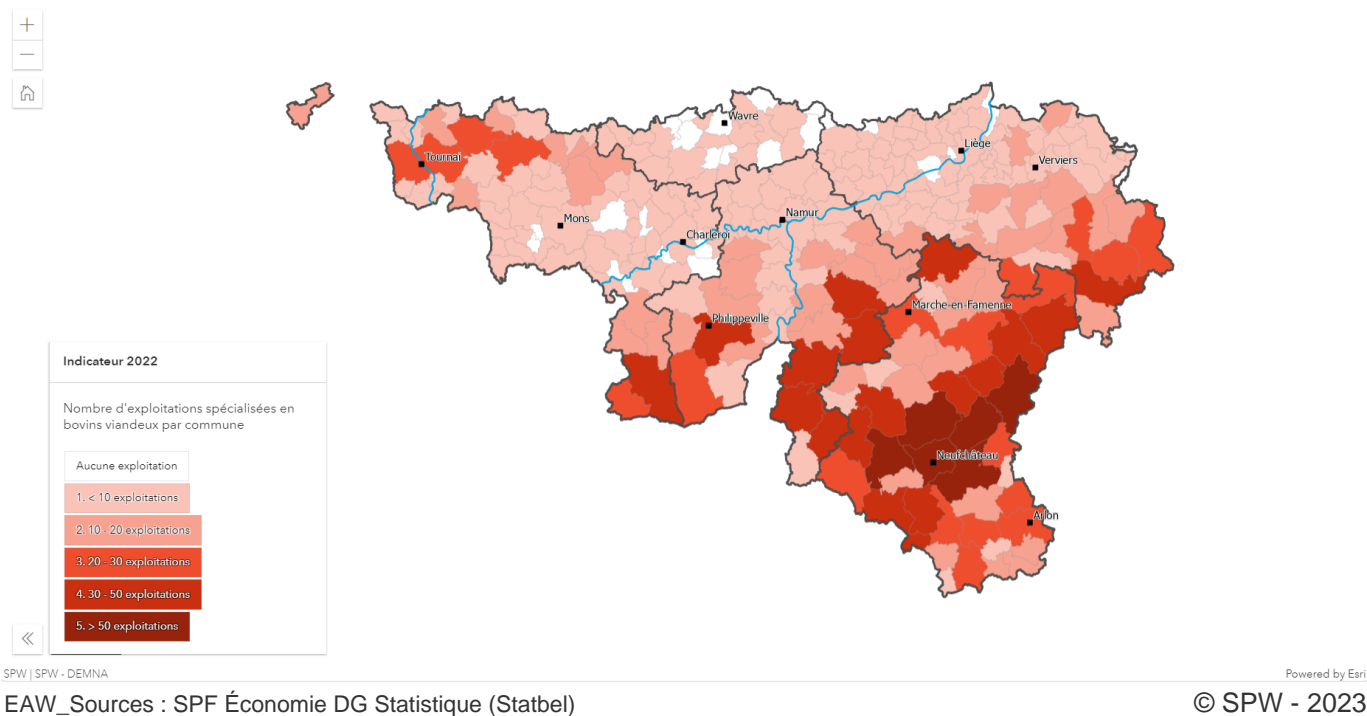 Wavre
Liège
Verviers
Tournai
Mons
Namur
Charleroi
Marche-en-Famenne
Philippeville
Neufchâteau
Arlon
Indicateur 2022
Nombre d'exploitations spécialisées en
bovins viandeux par commune
Aucune exploitation
1. < 10 exploitations
2. 10 - 20 exploitations
3. 20 - 30 exploitations
4. 30 - 50 exploitations
5. > 50 exploitations
SPW | SPW - DEMNA
Powered by Esri
EAW_Sources : SPF Économie DG Statistique (Statbel)
© SPW - 2023